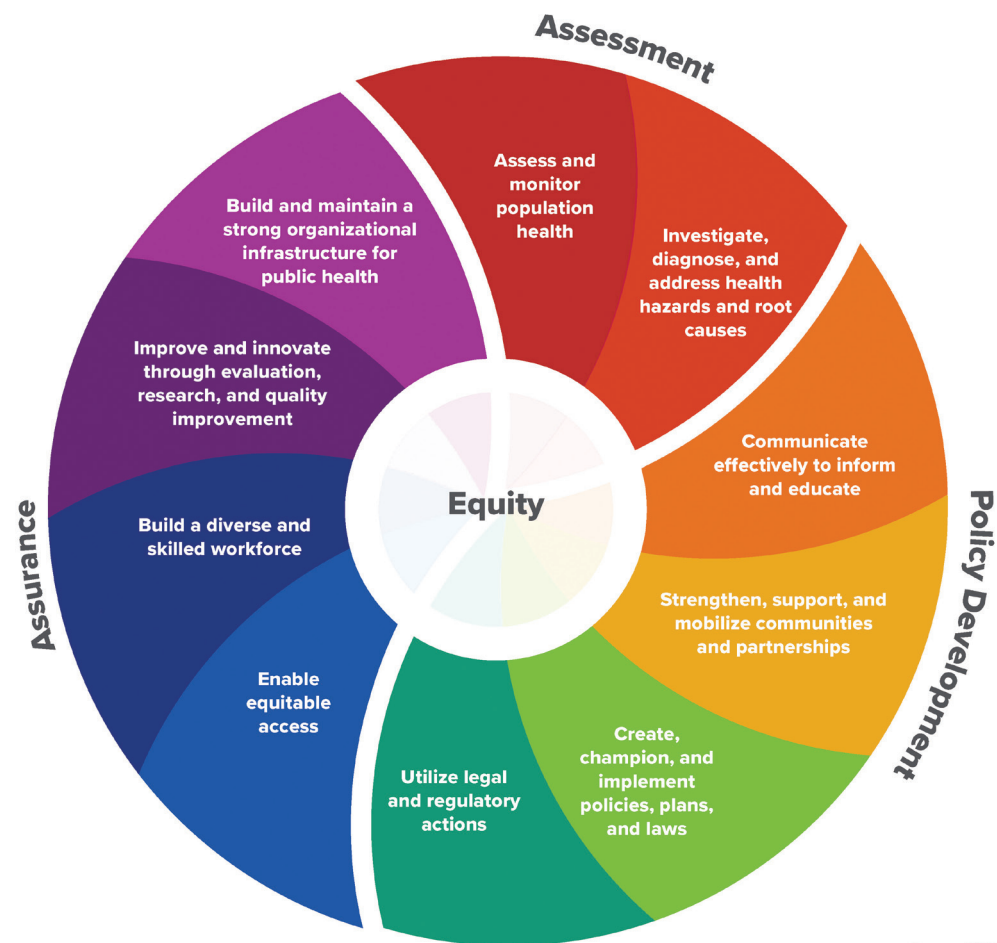 Assessment
Assess and
monitor
population
health
Investigate,
diagnose, and
address health
hazards and root
causes
Policy Development
Communicate
effectively to inform
and educate
Strengthen, support, and
mobilize communities
and partnerships
Create,
champion, and
implement
policies, plans,
and laws
Utilize legal
and regulatory
actions
Assurance
Enable
equitable
access
Build a diverse and
skilled workforce
Improve and innovate
through evaluation,
research, and quality
improvement
Build and maintain a
strong organizational
infrastructure for
public health
Equity